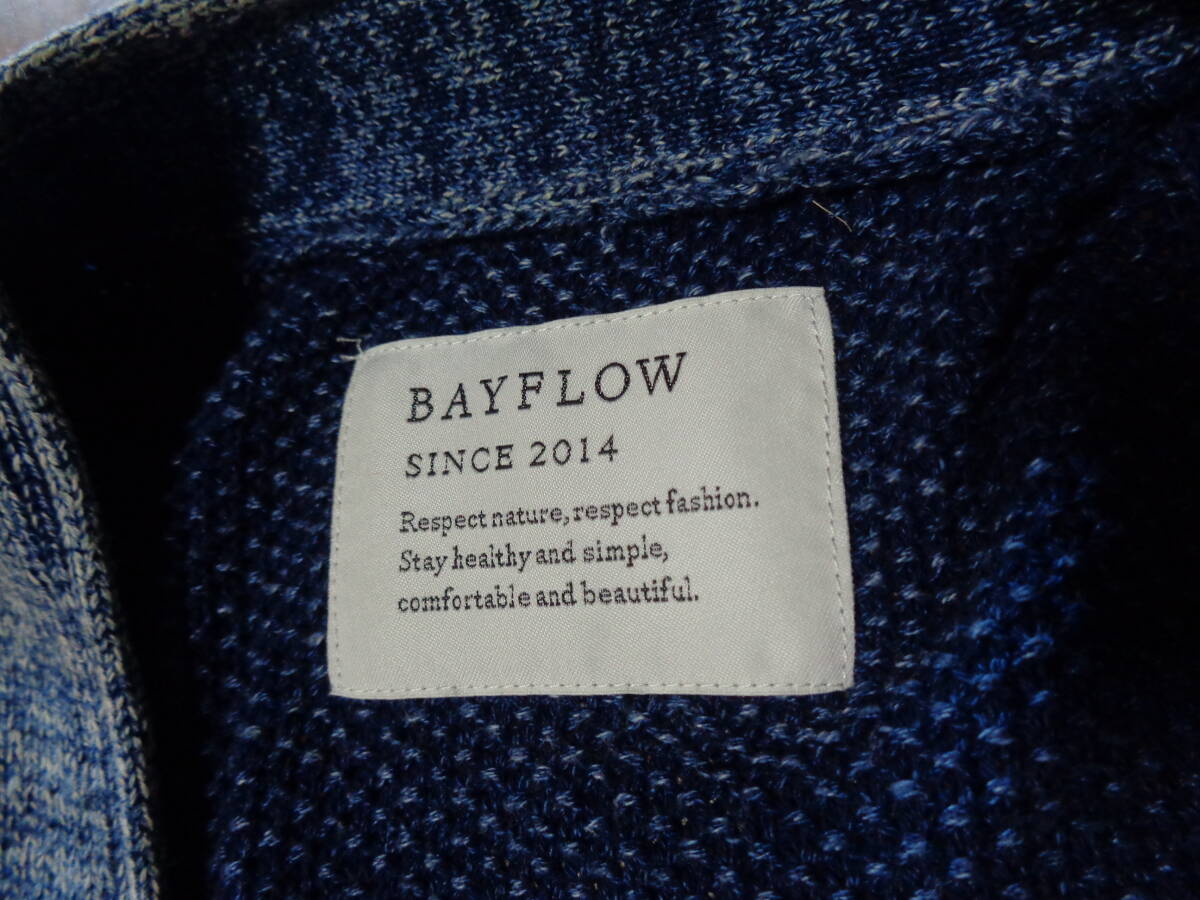 BAYFLOW
SINCE 2014
Respect nature, respect fashion.
Stay healthy and simple,
comfortable and beautiful.